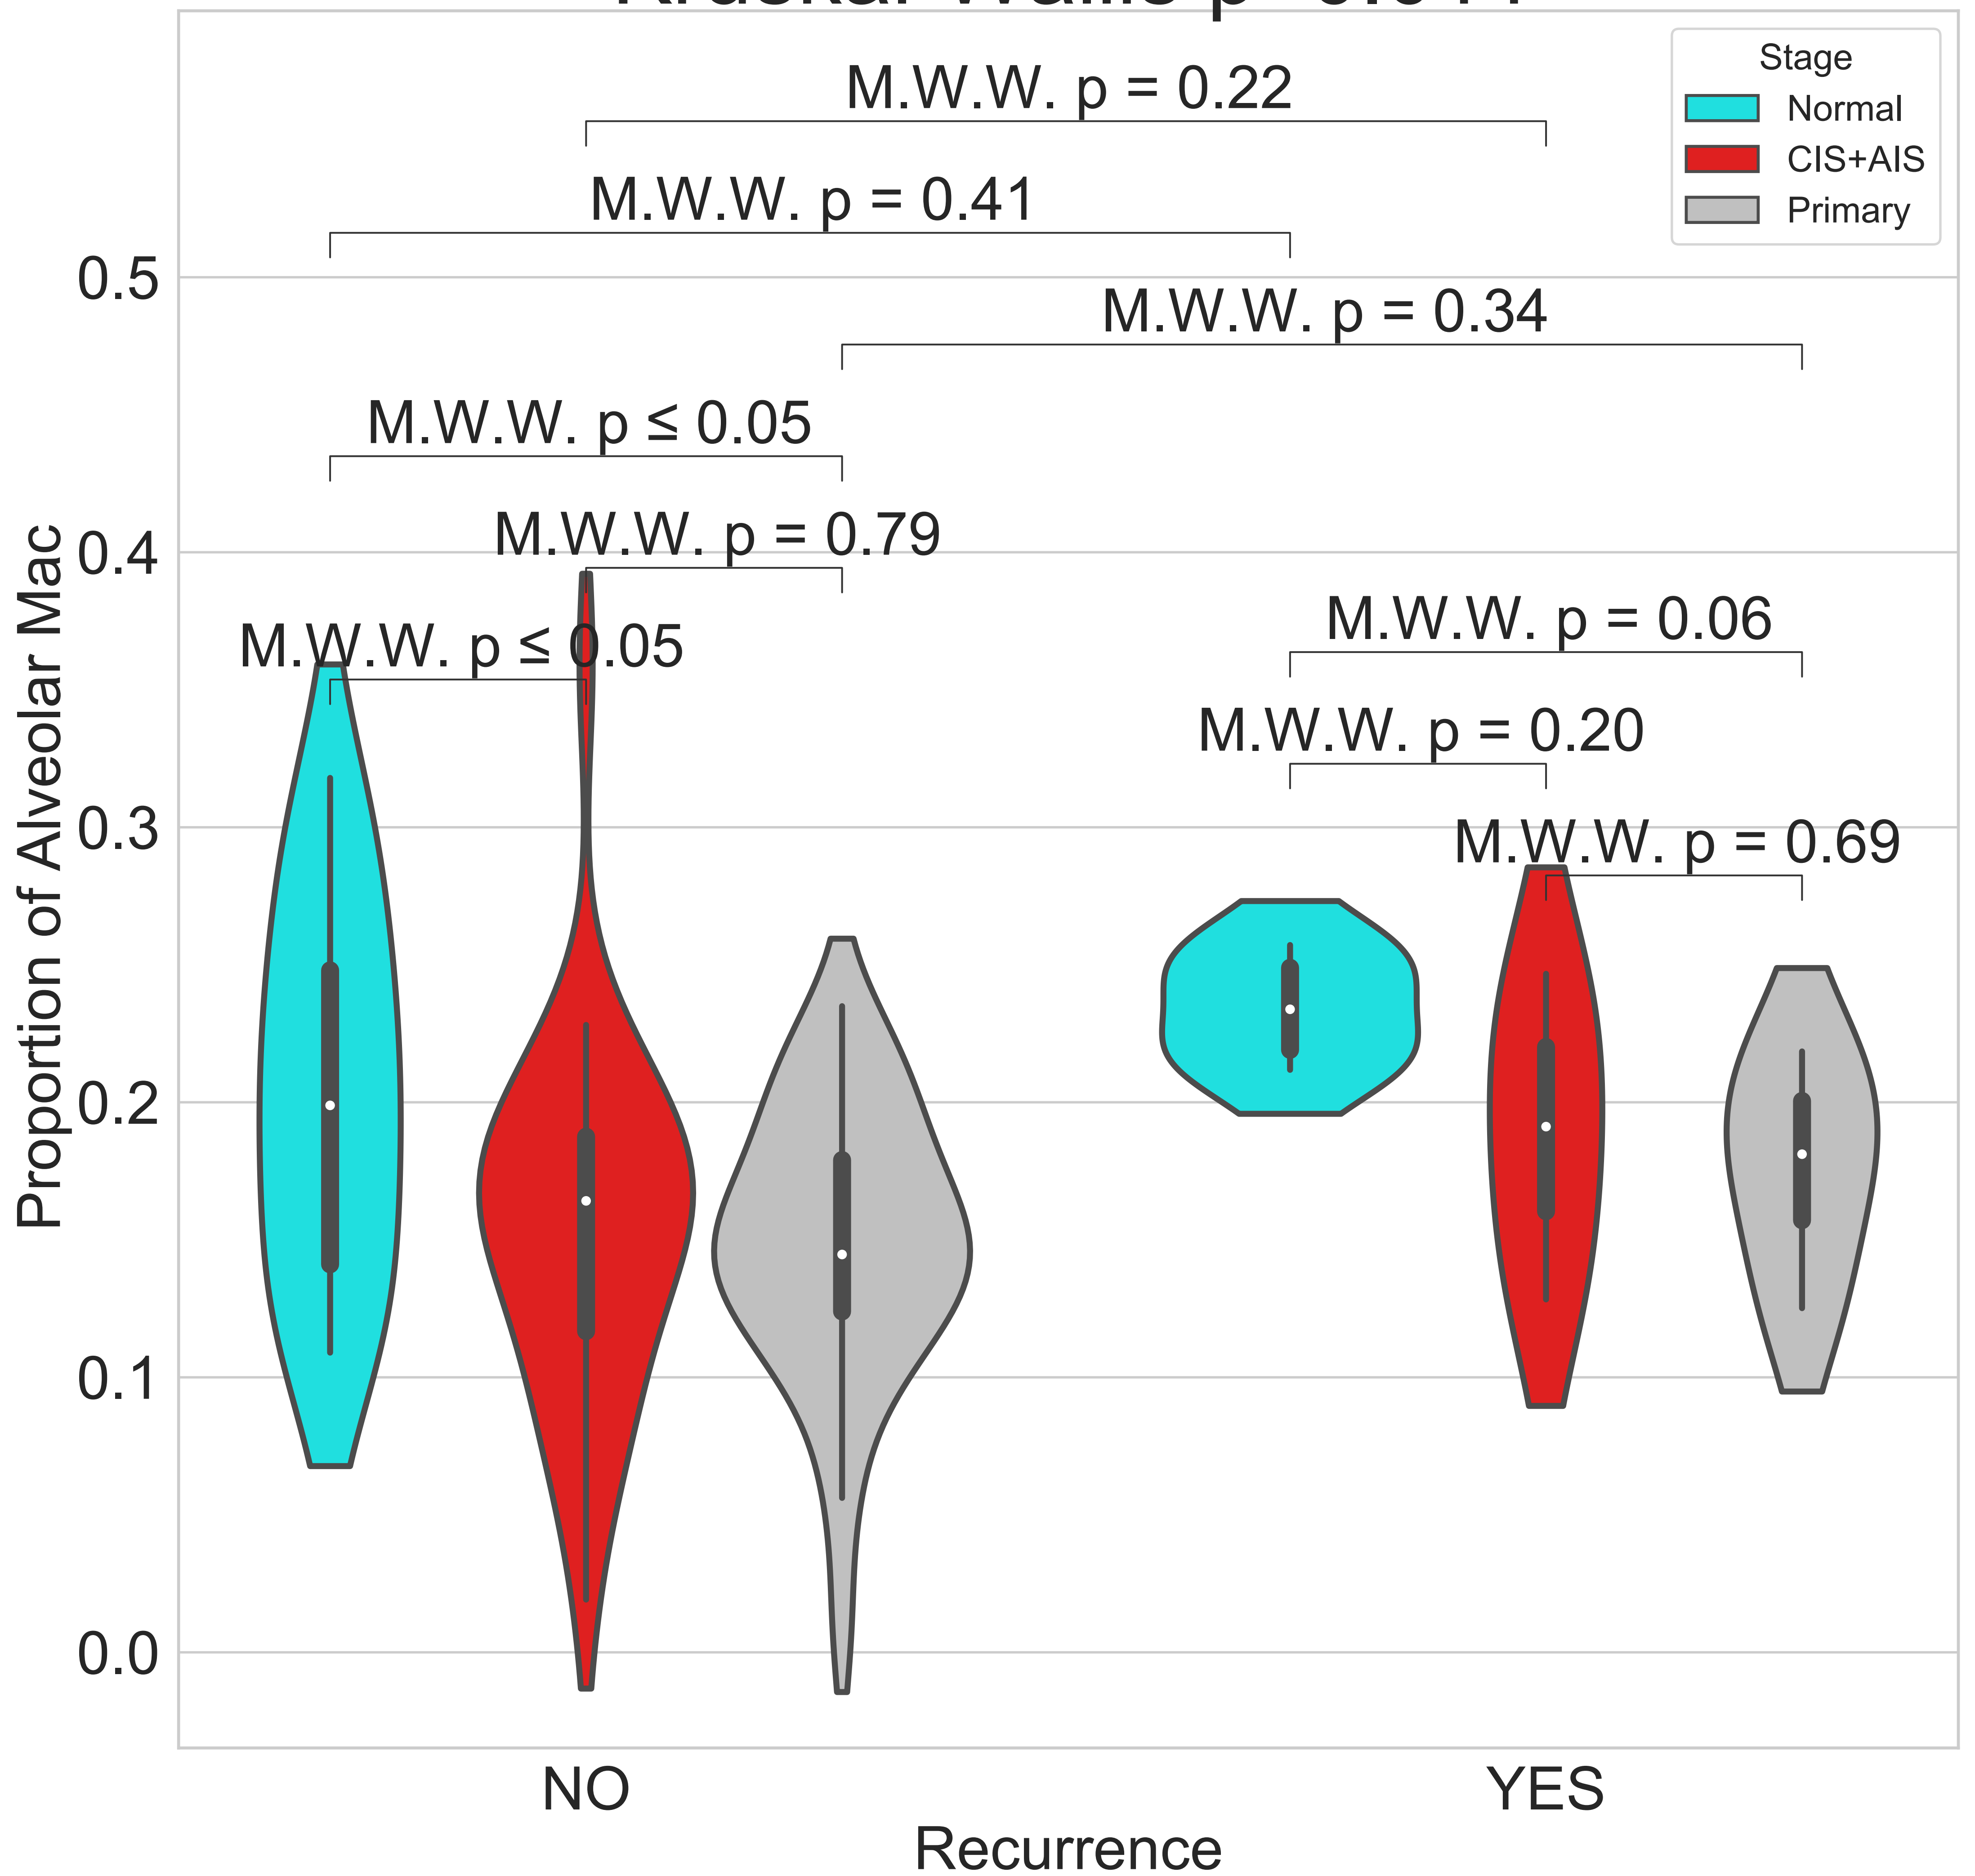 Stage
Normal
CIS+AIS
Primary
M.W.W. p = 0.22
M.W.W. p = 0.41
M.W.W. p = 0.34
M.W.W. p ≤ 0.05
M.W.W. p = 0.79
M.W.W. p ≤ 0.05
M.W.W. p = 0.06
M.W.W. p = 0.20
M.W.W. p = 0.69
Proportion of Alveolar Mac
0.5
0.4
0.3
0.2
0.1
0.0
NO
YES
Recurrence